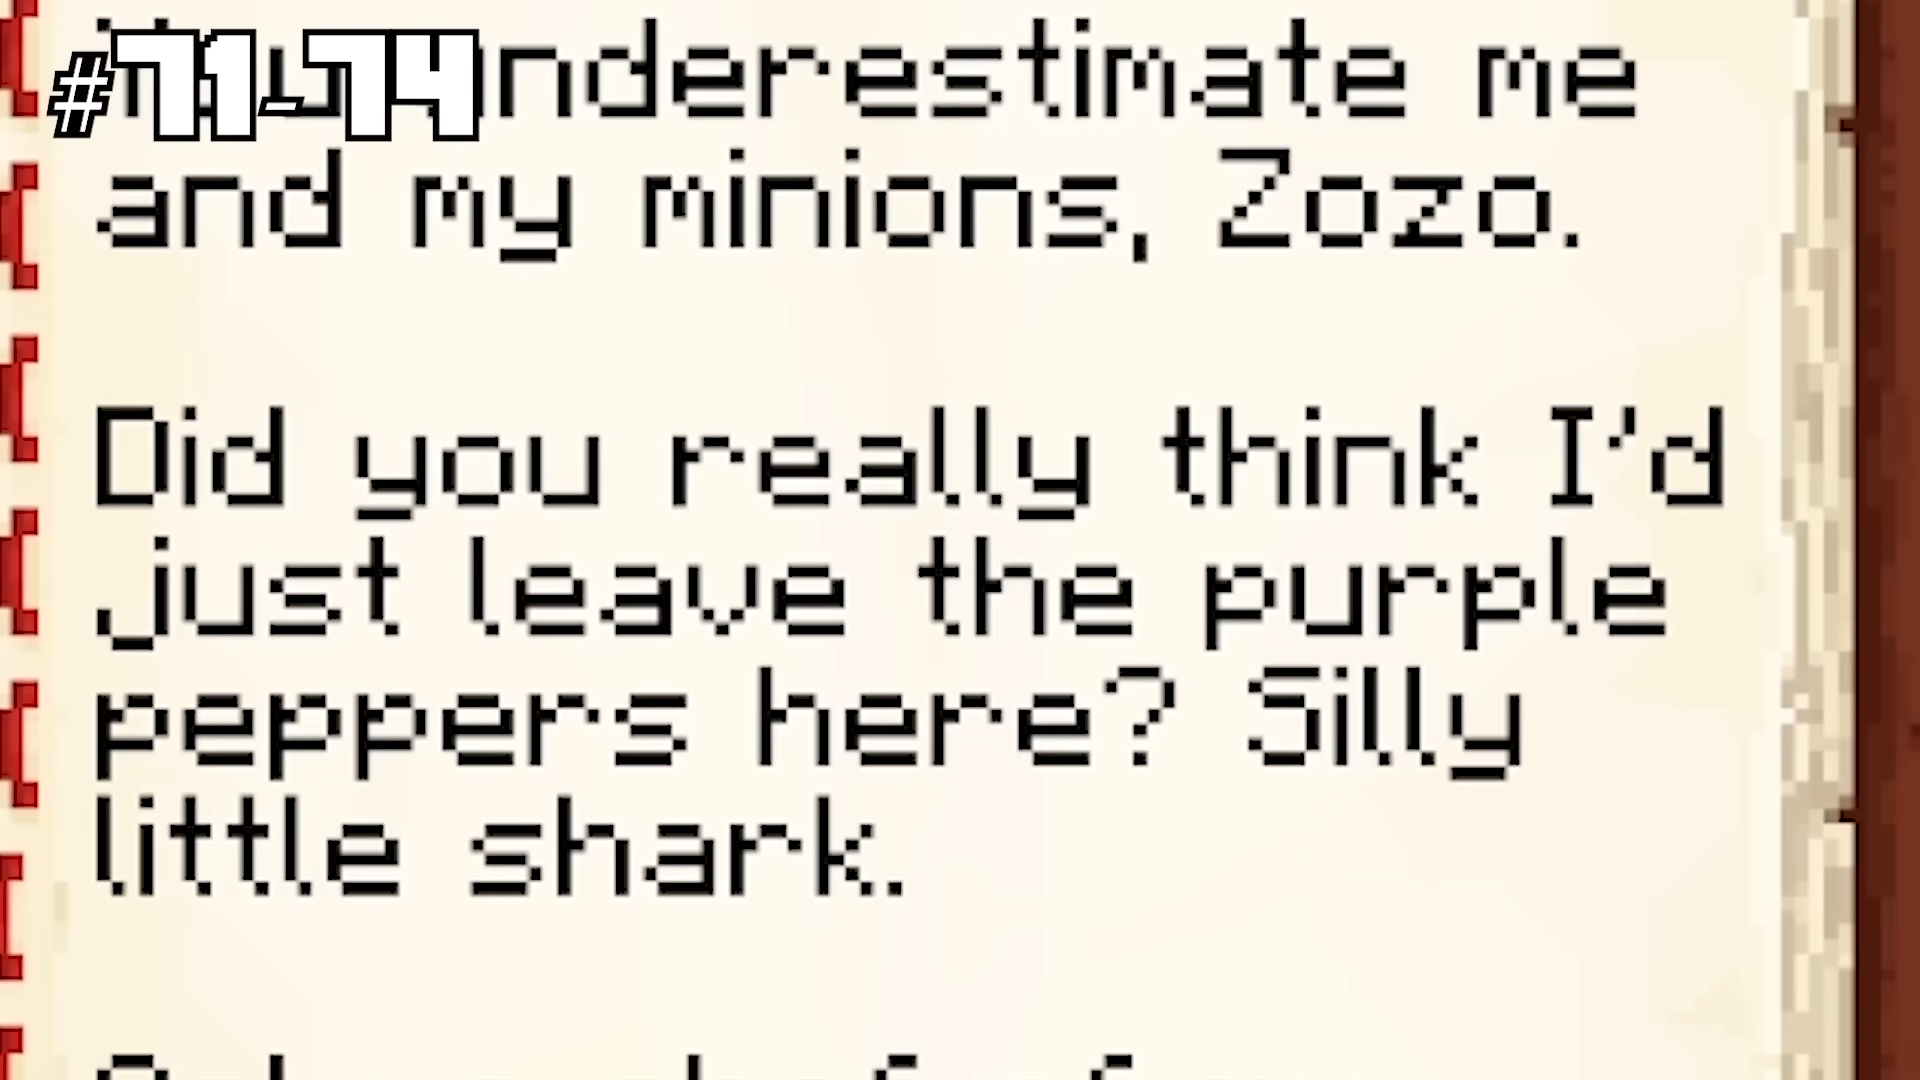 #71-74
underestimate me
and my minions, Zozo.
Did you really think I'd
just leave the purple
peppers here? Silly
little shark.